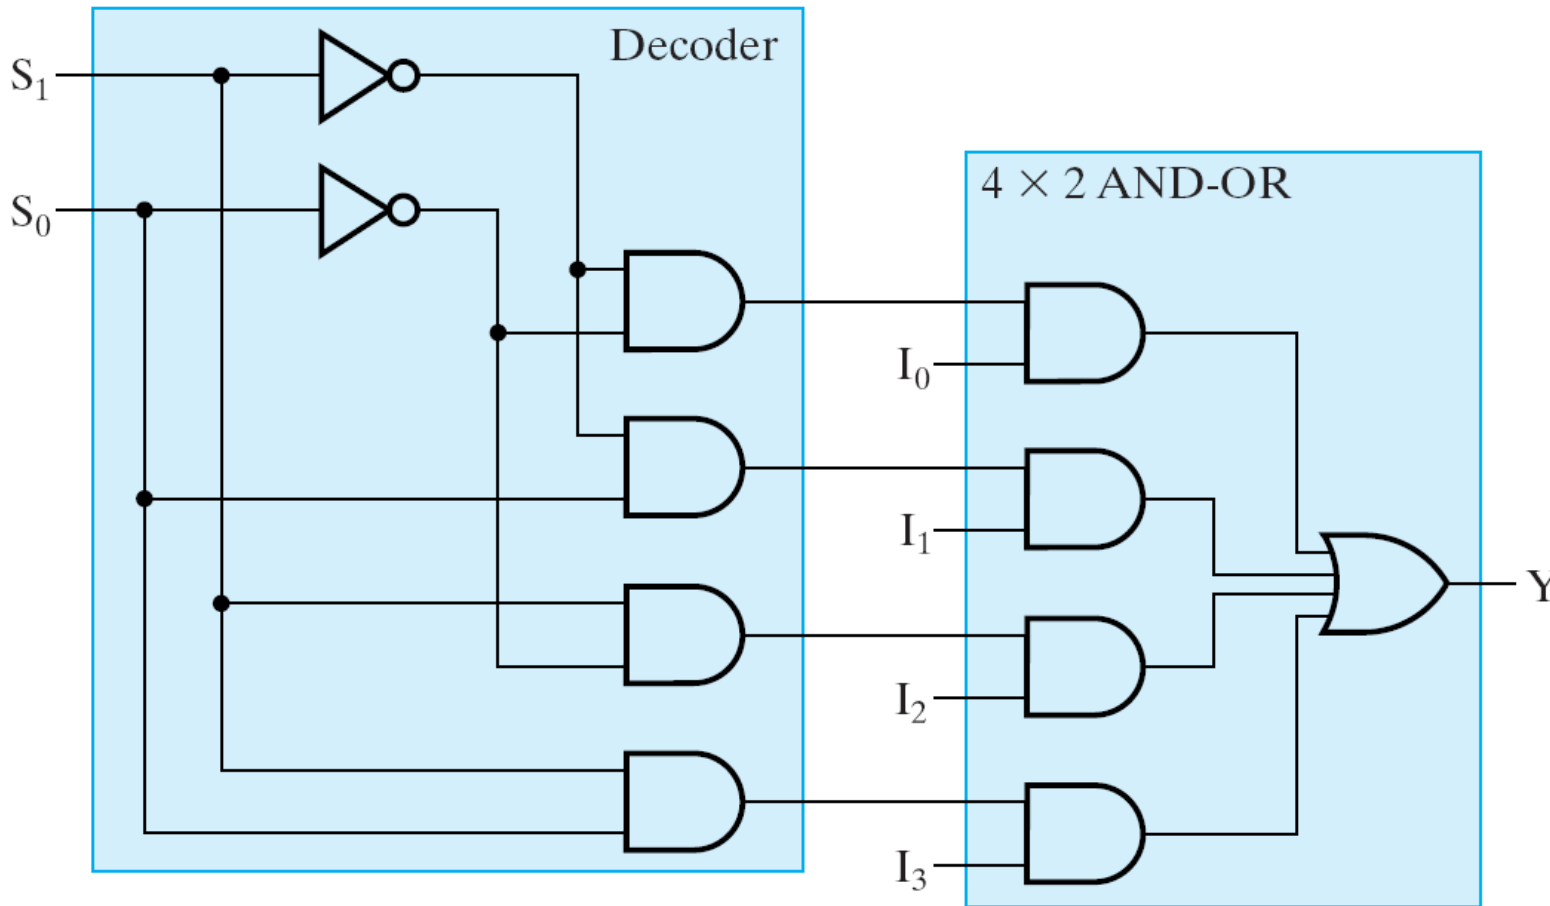 Decoder
S₁
S₀
4 × 2 AND-OR
I₀
I₁
Y
I₂
I₃